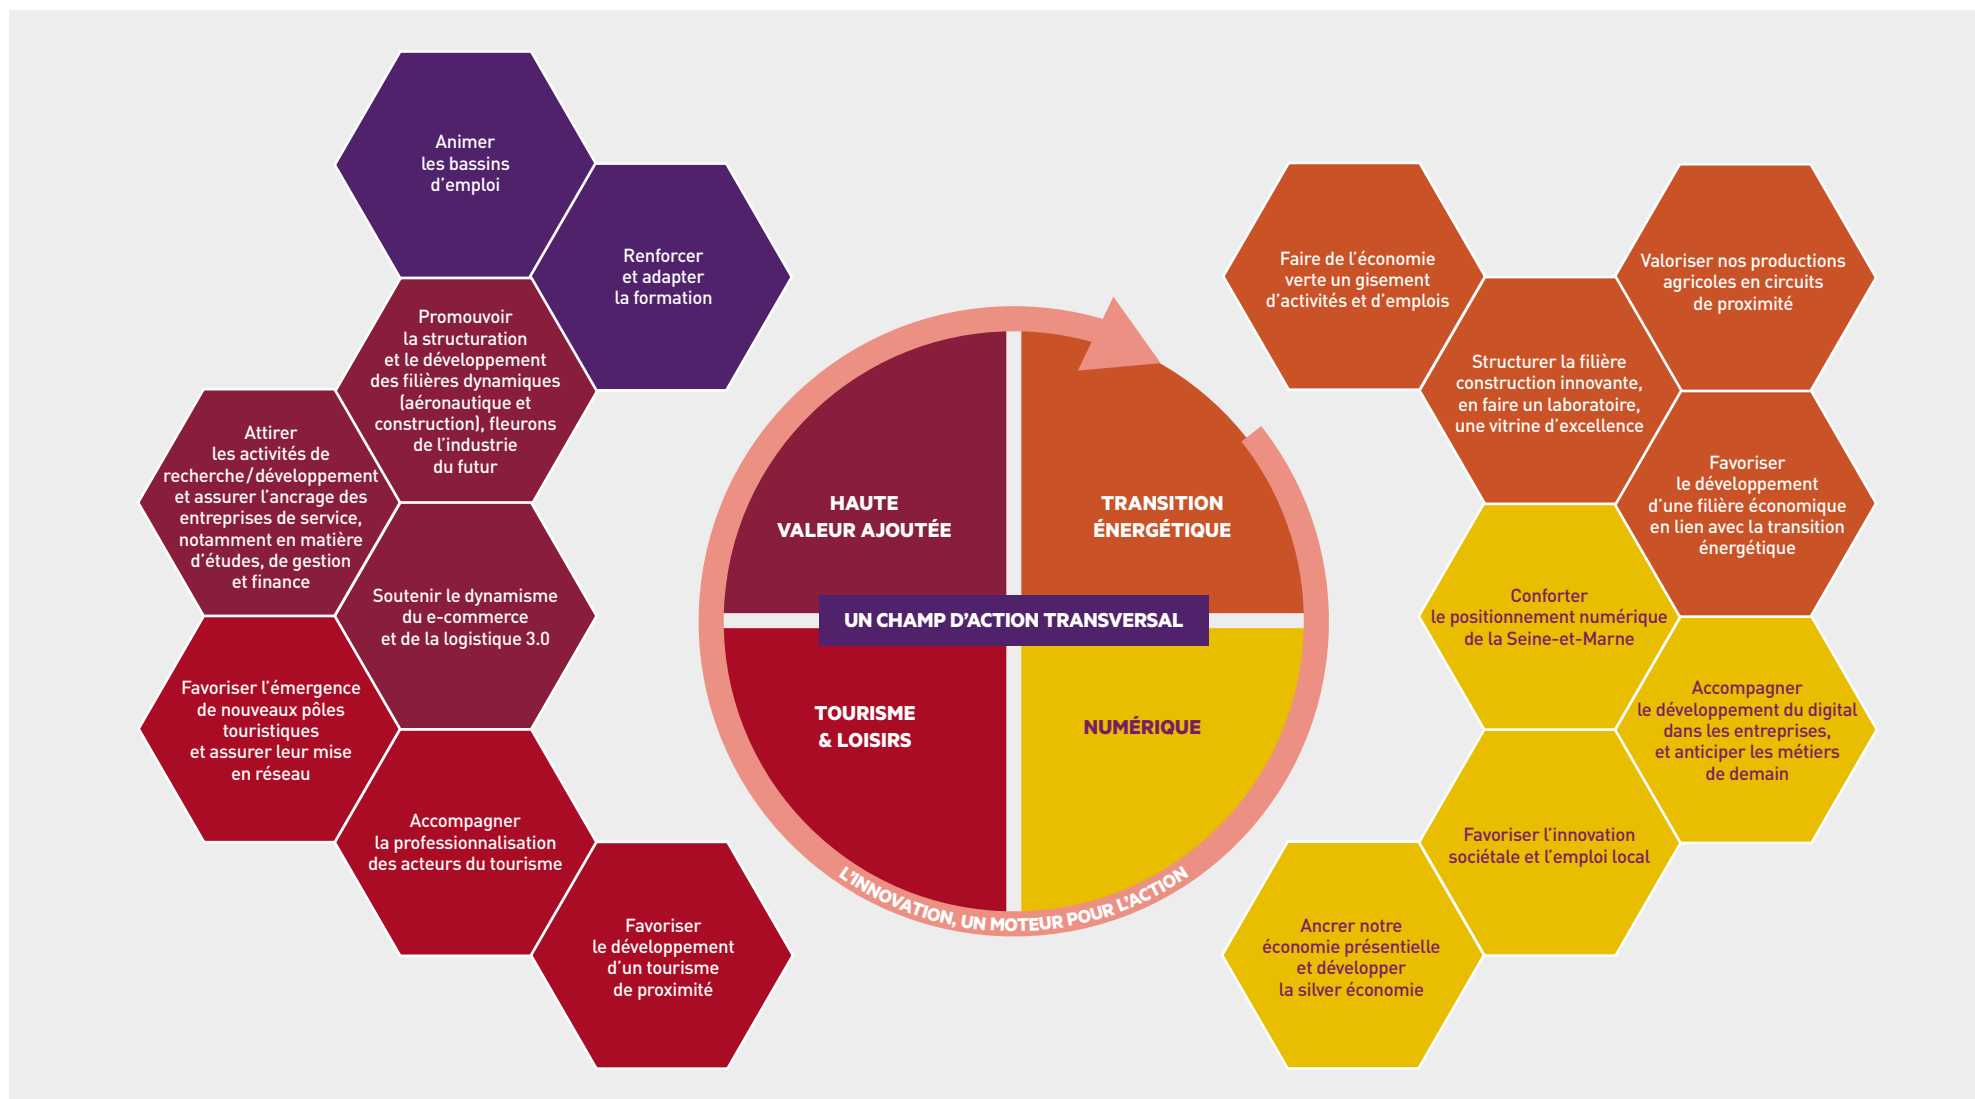 Animer
les bassins
d’emploi
Renforcer
et adapter
la formation
Promouvoir
la structuration
et le développement
des filières dynamiques
(aéronautique et
construction), fleurons
de l’industrie
du futur
Attirer
les activités de
recherche/développement
et assurer l’ancrage des
entreprises de service,
notamment en matière
d’études, de gestion
et finance
Soutenir le dynamisme
du e-commerce
et de la logistique 3.0
Favoriser l’émergence
de nouveaux pôles
touristiques
et assurer leur mise
en réseau
Accompagner
la professionnalisation
des acteurs du tourisme
Favoriser
le développement
d’un tourisme
de proximité
HAUTE
VALEUR AJOUTÉE
TRANSITION
ÉNERGÉTIQUE
UN CHAMP D’ACTION TRANSVERSAL
TOURISME
& LOISIRS
NUMÉRIQUE
L’INNOVATION, UN MOTEUR POUR L’ACTION
Faire de l’économie
verte un gisement
d’activités et d’emplois
Valoriser nos productions
agricoles en circuits
de proximité
Structurer la filière
construction innovante,
en faire un laboratoire,
une vitrine d’excellence
Favoriser
le développement
d’une filière économique
en lien avec la transition
énergétique
Conforter
le positionnement numérique
de la Seine-et-Marne
Accompagner
le développement du digital
dans les entreprises,
et anticiper les métiers
de demain
Favoriser l’innovation
sociétale et l’emploi local
Ancrer notre
économie présentielle
et développer
la silver économie